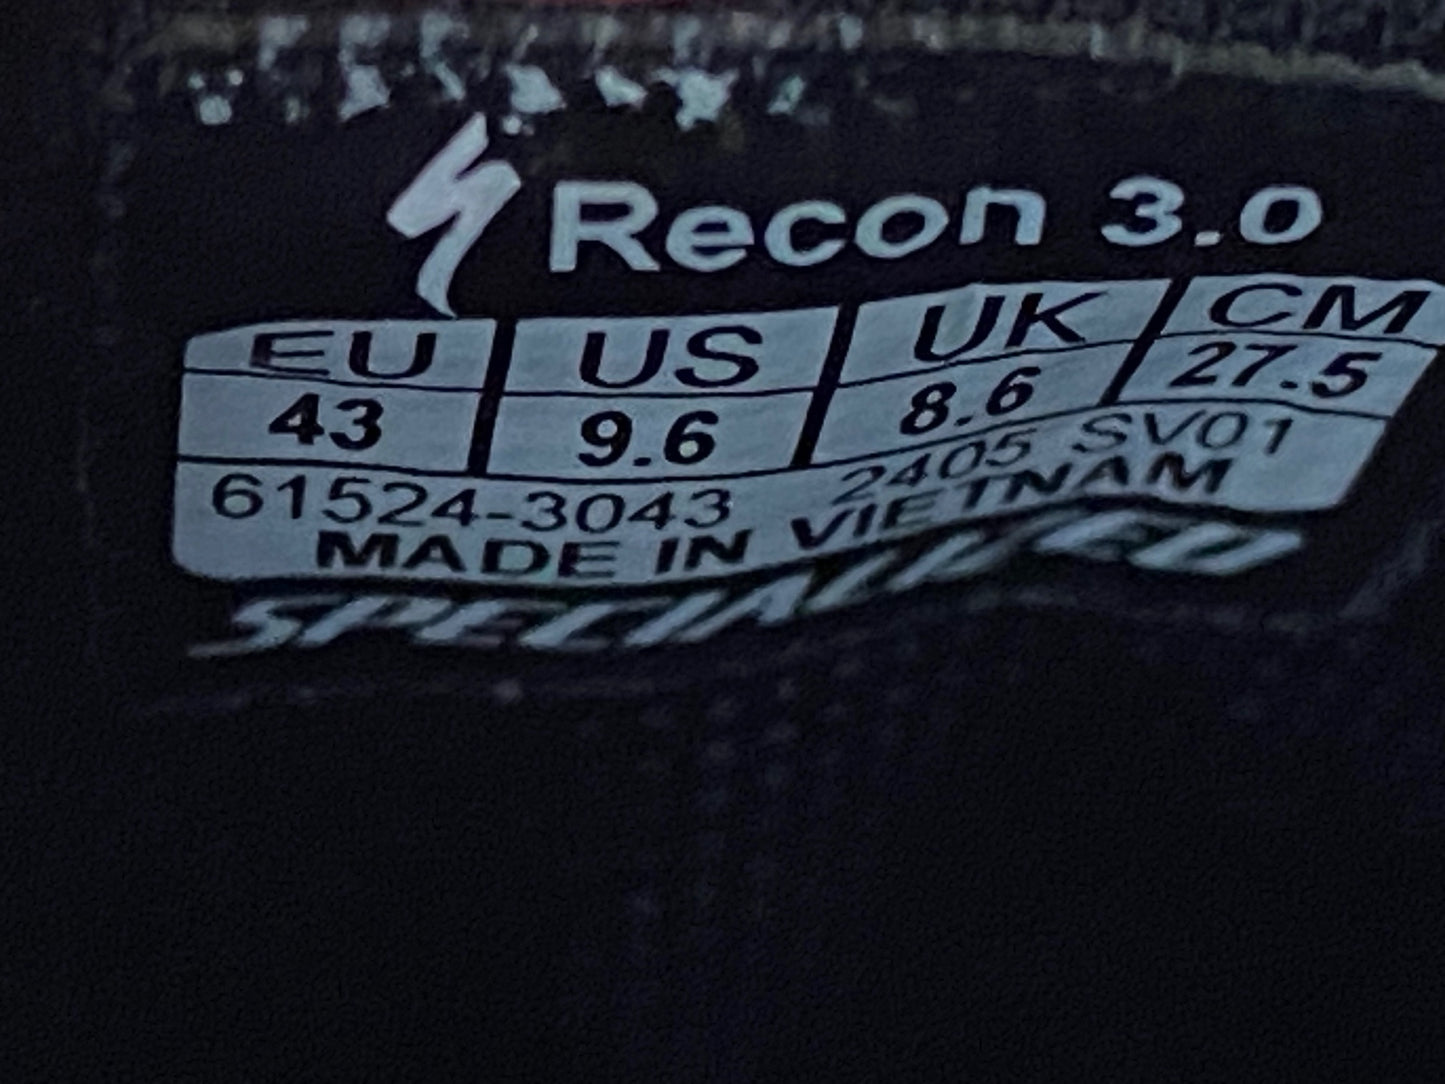 Recon 3.0
EU US UK CM
43 9.6 8.6 27.5
61524-3043 2405 SV01
MADE IN VIETNAM
SPECIALIZED